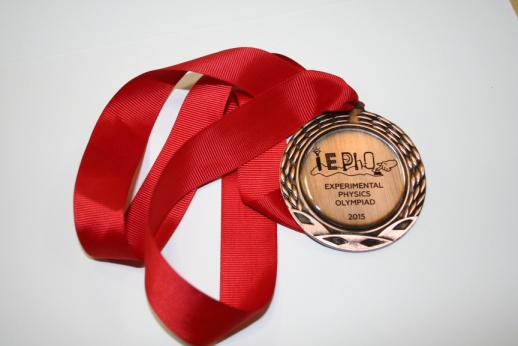 IEPhO
EXPERIMENTAL
PHYSICS
OLYMPIAD
2015